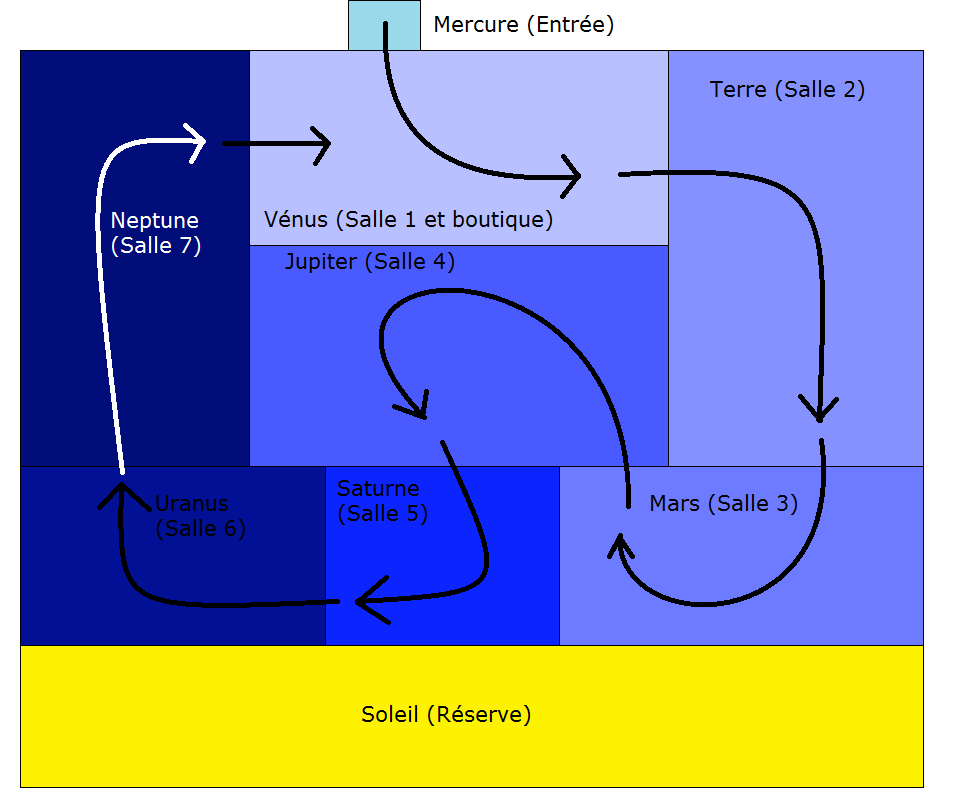 Mercure (Entrée)
Terre (Salle 2)
Neptune
(Salle 7)
Vénus (Salle 1 et boutique)
Jupiter (Salle 4)
Uranus
(Salle 6)
Saturne
(Salle 5)
Mars (Salle 3)
Soleil (Réserve)